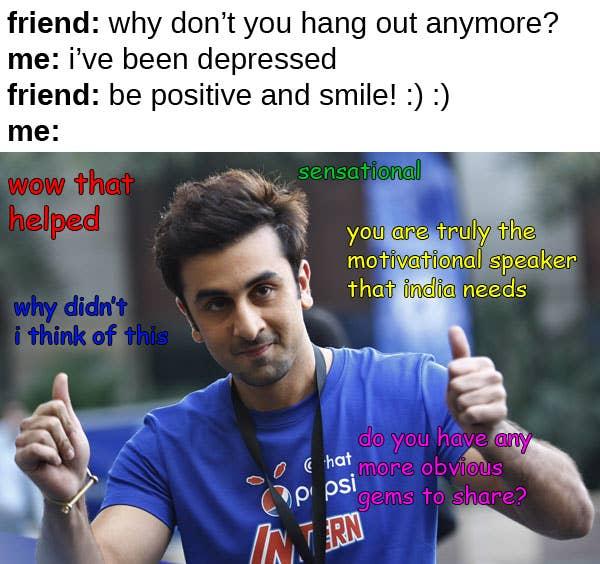 friend: why don’t you hang out anymore?
me: i’ve been depressed
friend: be positive and smile! :) :)
me:
sensational
wow that
helped
you are truly the
motivational speaker
that india needs
why didn't
i think of this
do you have any
more obvious
gems to share?
@ hat
psi